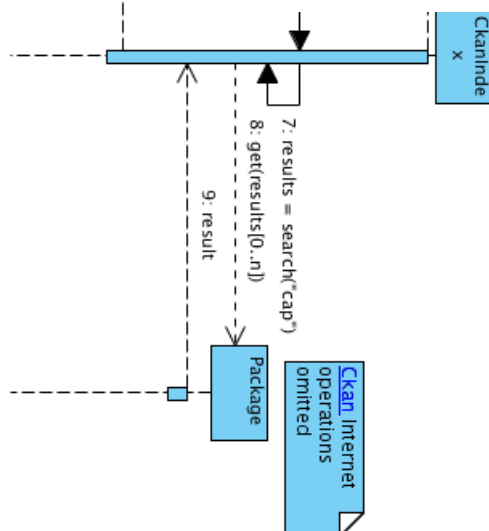 CkanInde
x
7: results = search("cap")
8: get(results[0..n])
9: result
Package
Ckan Internet
operations
omitted